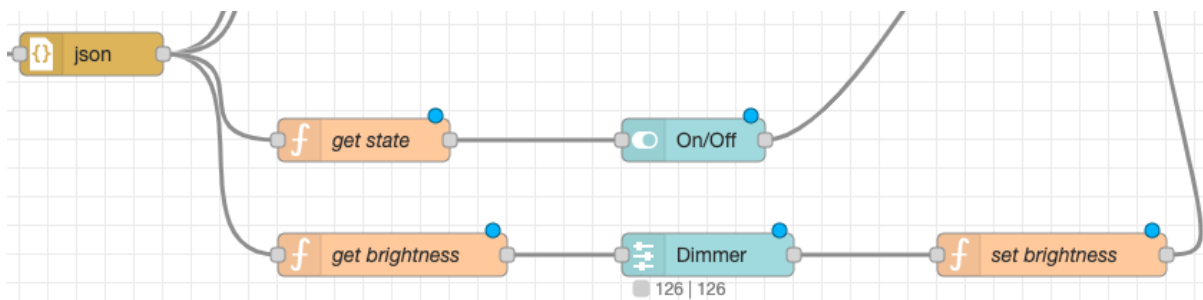 json
get state
On/Off
get brightness
Dimmer
set brightness
126 | 126